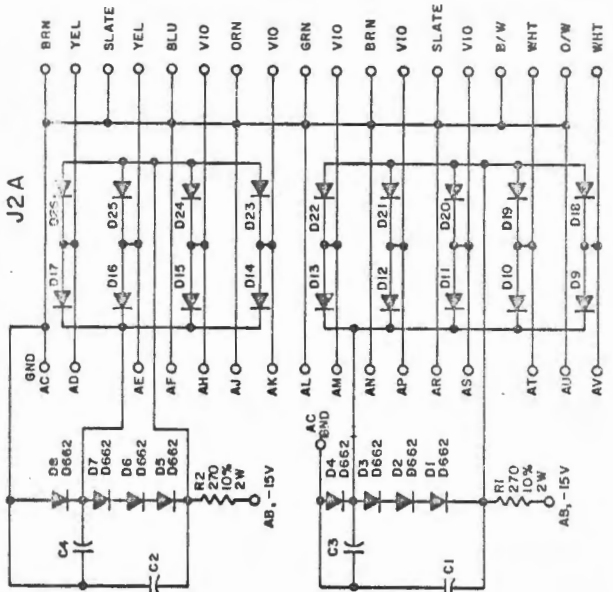 J2A
BRN
YEL
SLATE
YEL
BLU
VIO
ORN
VIO
GRN
VIO
BRN
VIO
SLATE
VIO
B/W
WHT
O/W
WHT
D26
D25
D24
D23
D22
D21
D20
D19
D18
D17
D16
D15
D14
D13
D12
D11
D10
D9
GND
AC
AD
AE
AF
AH
AJ
AK
AL
AM
AN
AP
AR
AS
AT
AU
AV
D8
D662
D7
D662
D6
D662
D5
D662
R2
270
10%
2W
AB, -15V
C4
C2
AC
GND
D4
D662
D3
D662
D2
D662
D1
D662
R1
270
10%
2W
AB, -15V
C3
C1